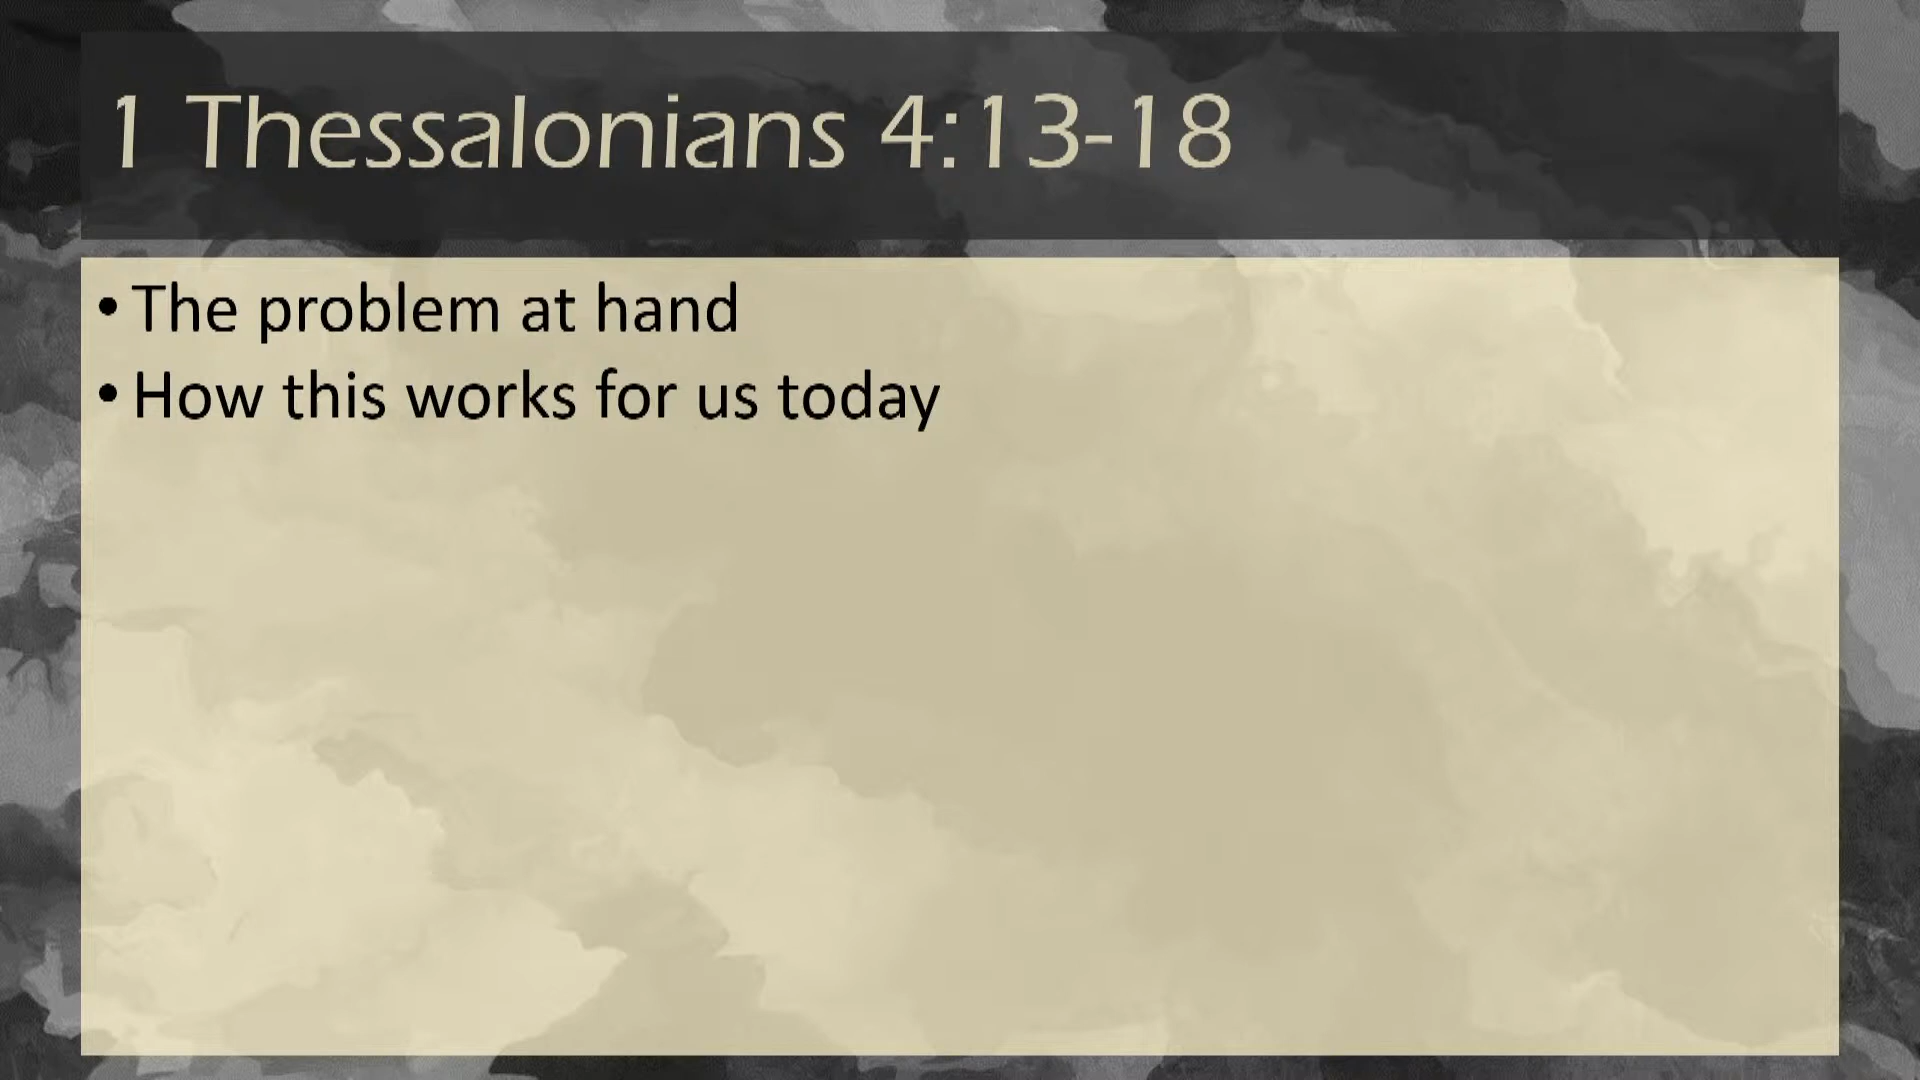 1 Thessalonians 4:13-18
• The problem at hand
• How this works for us today